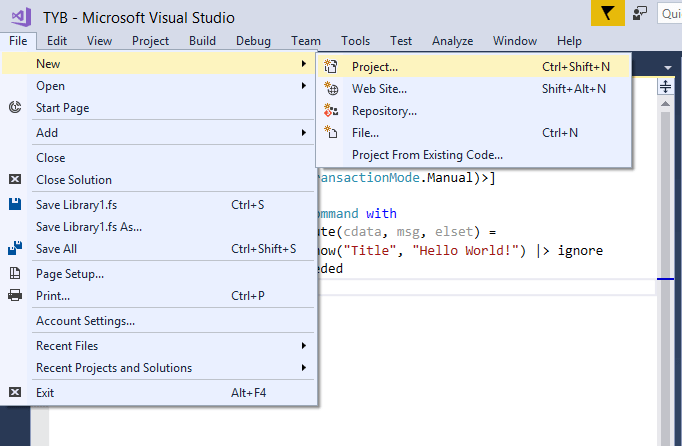 TYB - Microsoft Visual Studio
Quic
File Edit View Project Build Debug Team Tools Test Analyze Window Help
New
Project... Ctrl+Shift+N
Open
Web Site... Shift+Alt+N
Start Page
Repository...
Add
File... Ctrl+N
Close
Project From Existing Code...
Close Solution
ransactionMode.Manual)>]
Save Library1.fs Ctrl+S
ommand with
Save Library1.fs As...
ute(cdata, msg, elset) =
Save All Ctrl+Shift+S
how("Title", "Hello World!") |> ignore
Page Setup...
eded
Print... Ctrl+P
Account Settings...
Recent Files
Recent Projects and Solutions
Exit Alt+F4